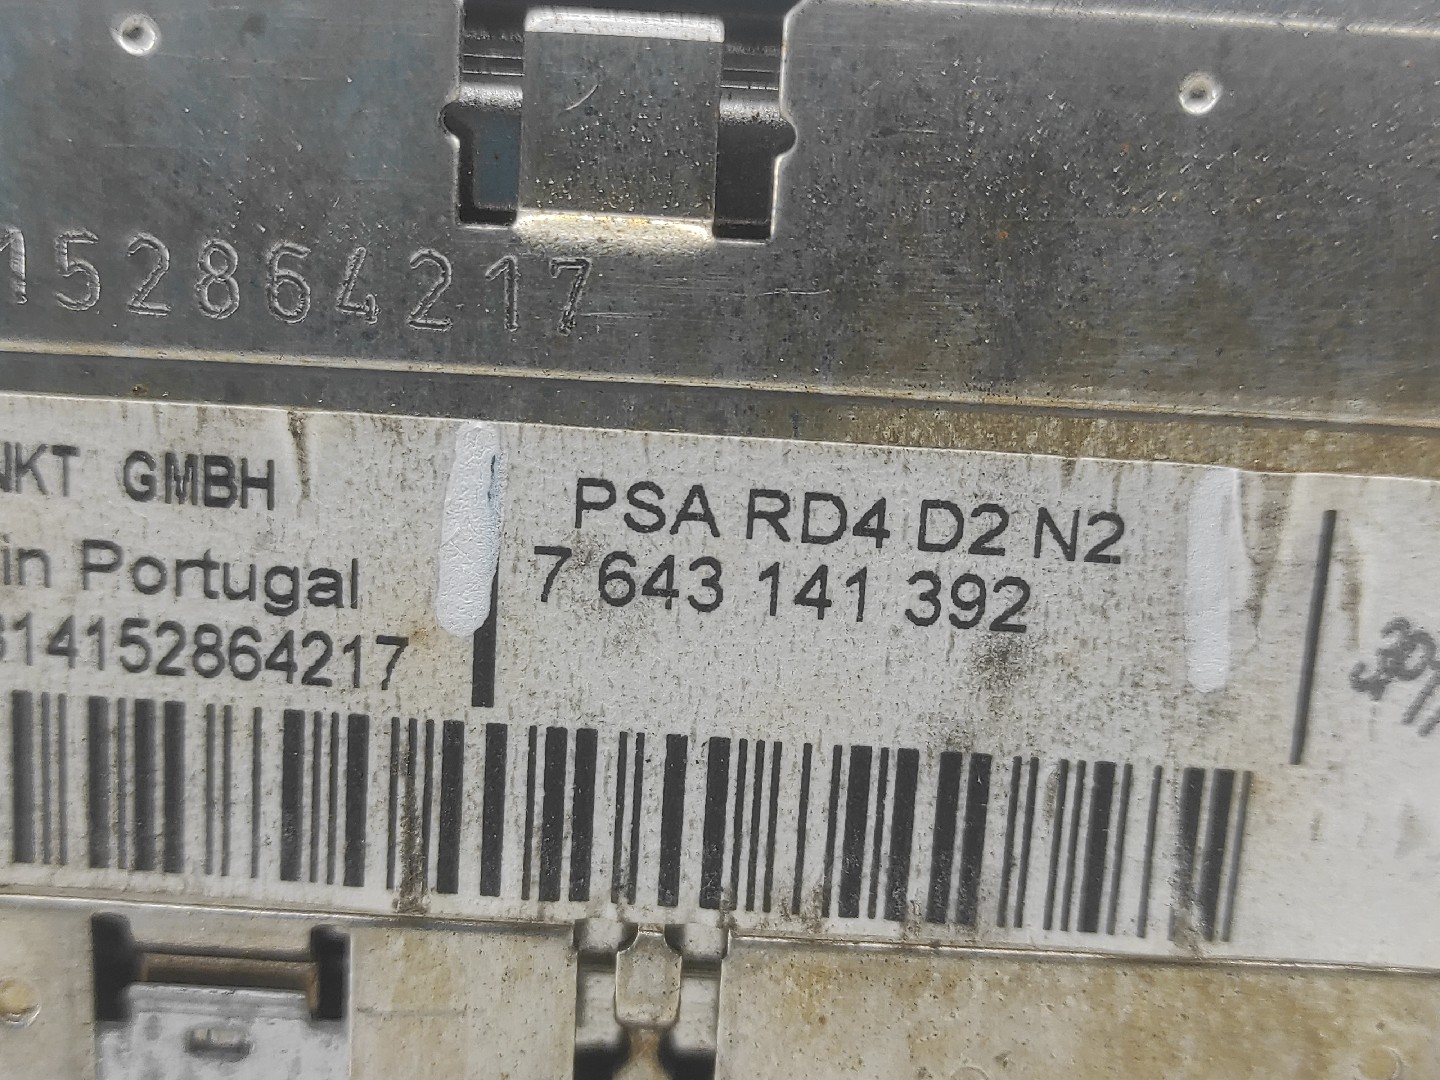 152864217
NKT GMBH
in Portugal
14152864217
PSA RD4 D2 N2
7 643 141 392